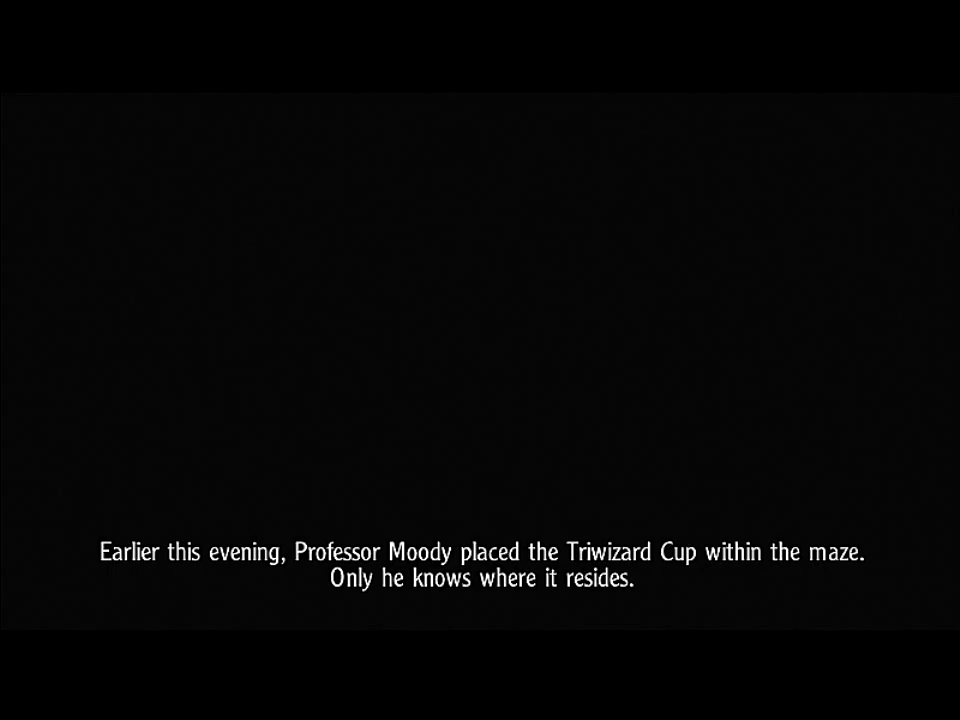 Earlier this evening, Professor Moody placed the Triwizard Cup within the maze.
Only he knows where it resides.